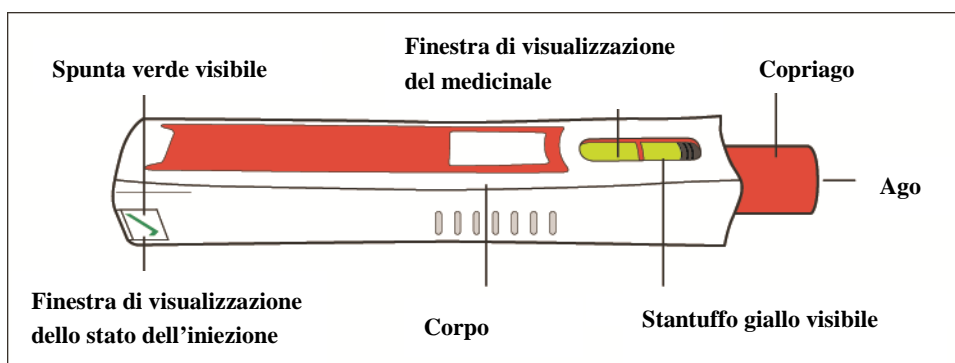 Finestra di visualizzazione
del medicinale
Spunta verde visibile
Copriago
Ago
Finestra di visualizzazione
dello stato dell'iniezione
Corpo
Stantuffo giallo visibile